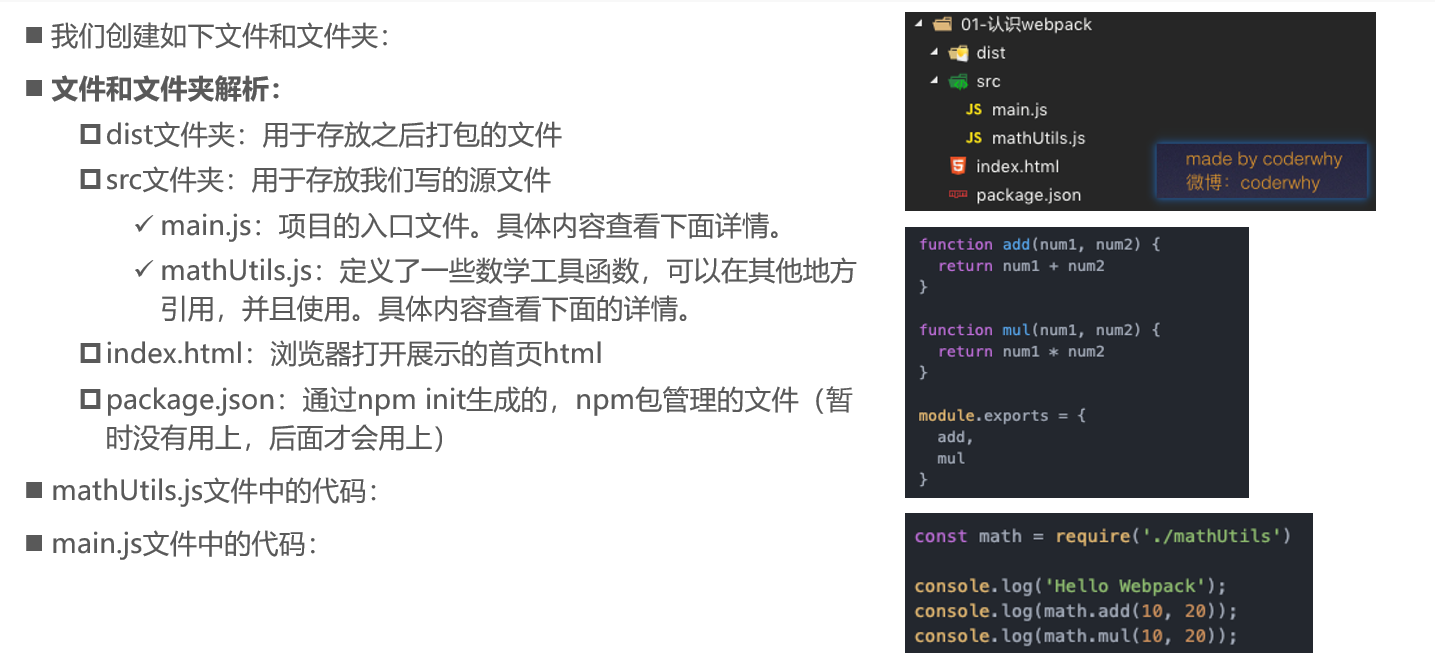 我们创建如下文件和文件夹：
文件和文件夹解析：
dist文件夹：用于存放之后打包的文件
src文件夹：用于存放我们写的源文件
main.js：项目的入口文件。具体内容查看下面详情。
mathUtils.js：定义了一些数学工具函数，可以在其他地方
引用，并且使用。具体内容查看下面的详情。
index.html：浏览器打开展示的首页html
package.json：通过npm init生成的，npm包管理的文件（暂
时没有用上，后面才会用上）
mathUtils.js文件中的代码：
main.js文件中的代码：
01-认识webpack
dist
src
JS main.js
JS mathUtils.js
index.html
package.json
made by coderwhy
微博：coderwhy
function add(num1, num2) {
  return num1 + num2
}
function mul(num1, num2) {
  return num1 * num2
}
module.exports = {
  add,
  mul
}
const math = require('./mathUtils')
console.log('Hello Webpack');
console.log(math.add(10, 20));
console.log(math.mul(10, 20));